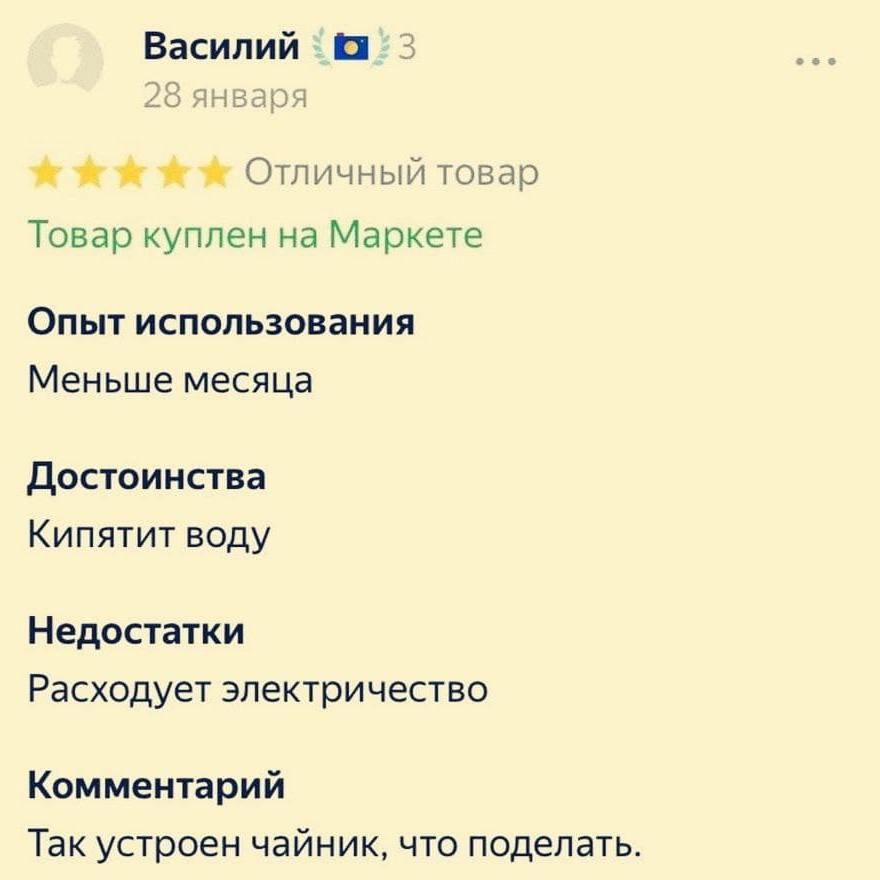 Василий 3
28 января
Отличный товар
Товар куплен на Маркете
Опыт использования
Меньше месяца
Достоинства
Кипятит воду
Недостатки
Расходует электричество
Комментарий
Так устроен чайник, что поделать.